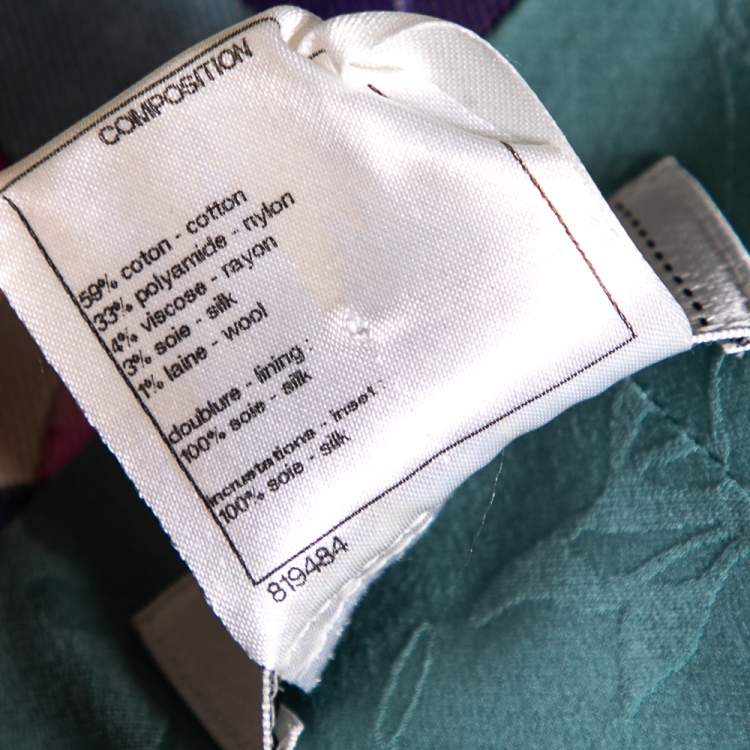 COMPOSITION
59% coton - cotton
33% polyamide - nylon
4% viscose - rayon
3% soie - silk
1% laine - wool
doublure - lining :
100% soie - silk
incrustations - inset :
100% soie - silk
819484